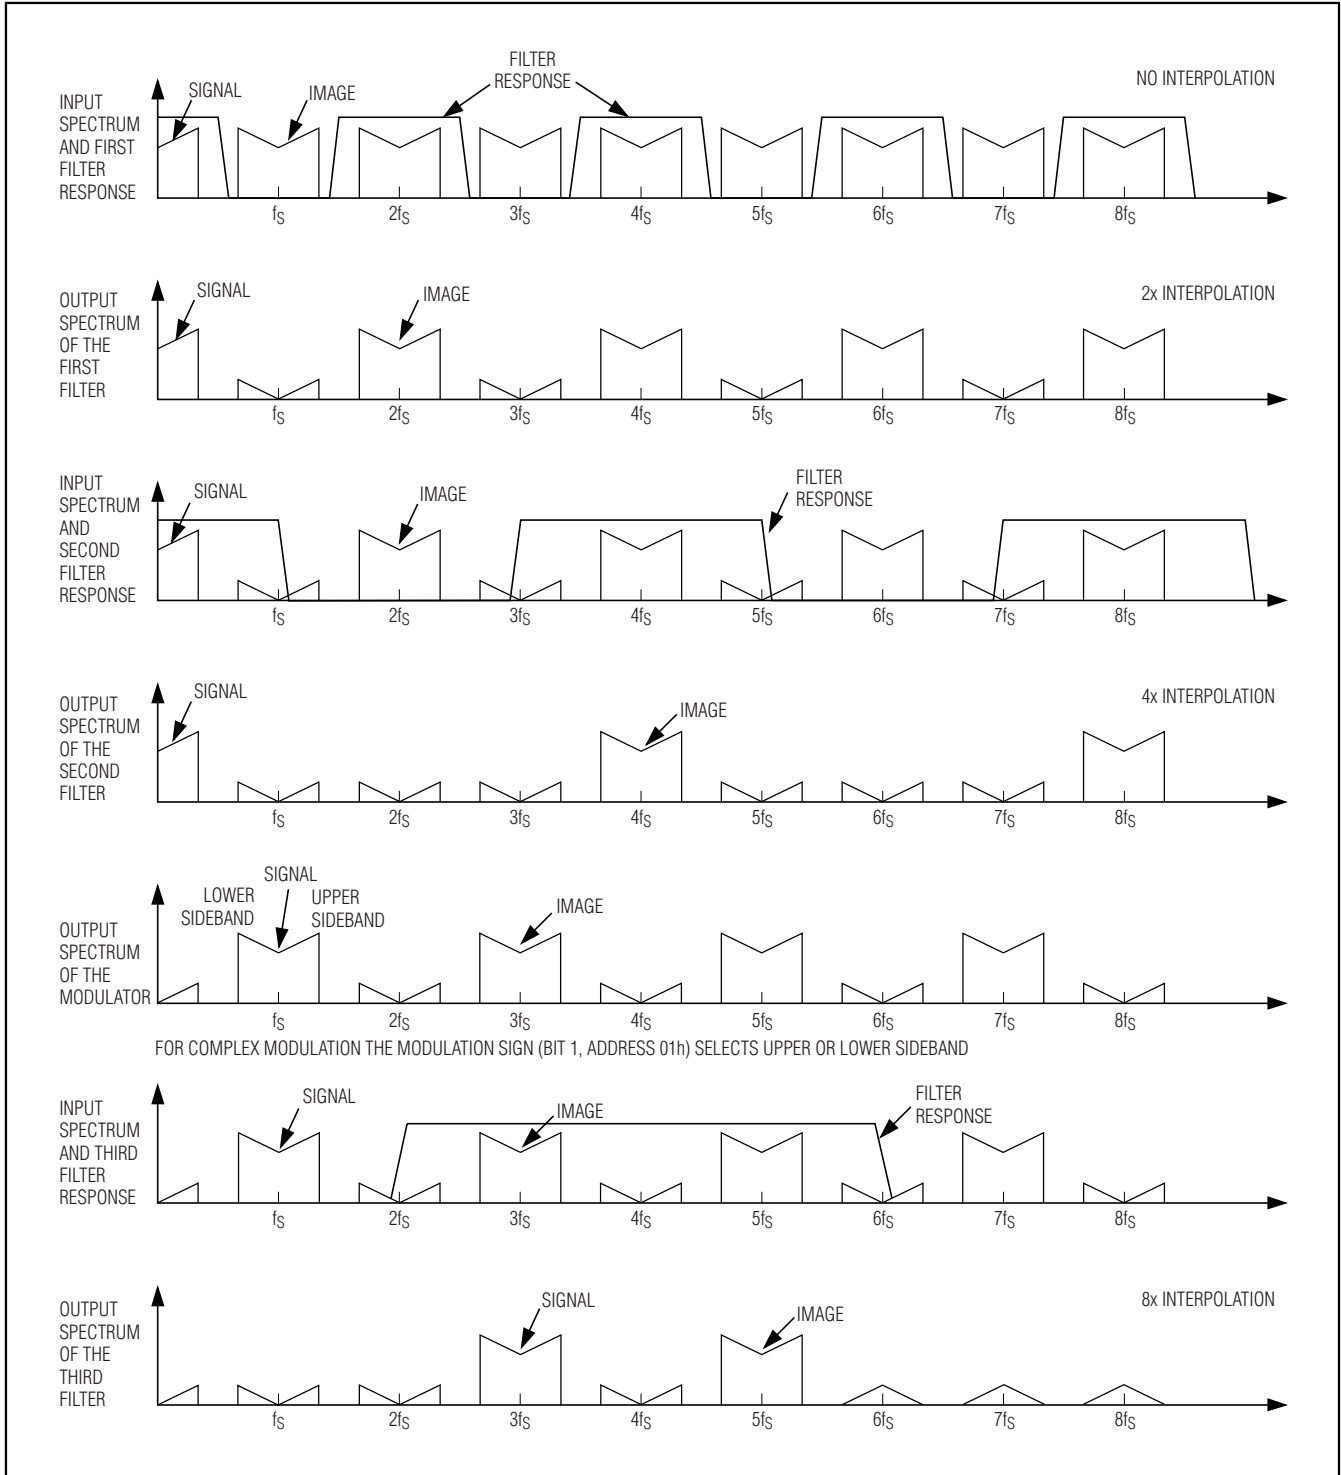 FILTER
RESPONSE
NO INTERPOLATION
SIGNAL
IMAGE
INPUT
SPECTRUM
AND FIRST
FILTER
RESPONSE
fS 2fS 3fS 4fS 5fS 6fS 7fS 8fS
SIGNAL
IMAGE
2x INTERPOLATION
OUTPUT
SPECTRUM
OF THE
FIRST
FILTER
fS 2fS 3fS 4fS 5fS 6fS 7fS 8fS
FILTER
RESPONSE
SIGNAL
IMAGE
INPUT
SPECTRUM
AND
SECOND
FILTER
RESPONSE
fS 2fS 3fS 4fS 5fS 6fS 7fS 8fS
SIGNAL
IMAGE
4x INTERPOLATION
OUTPUT
SPECTRUM
OF THE
SECOND
FILTER
fS 2fS 3fS 4fS 5fS 6fS 7fS 8fS
SIGNAL
LOWER
SIDEBAND
UPPER
SIDEBAND
IMAGE
OUTPUT
SPECTRUM
OF THE
MODULATOR
fS 2fS 3fS 4fS 5fS 6fS 7fS 8fS
FOR COMPLEX MODULATION THE MODULATION SIGN (BIT 1, ADDRESS 01h) SELECTS UPPER OR LOWER SIDEBAND
SIGNAL
IMAGE
FILTER
RESPONSE
INPUT
SPECTRUM
AND THIRD
FILTER
RESPONSE
fS 2fS 3fS 4fS 5fS 6fS 7fS 8fS
SIGNAL
IMAGE
8x INTERPOLATION
OUTPUT
SPECTRUM
OF THE
THIRD
FILTER
fS 2fS 3fS 4fS 5fS 6fS 7fS 8fS